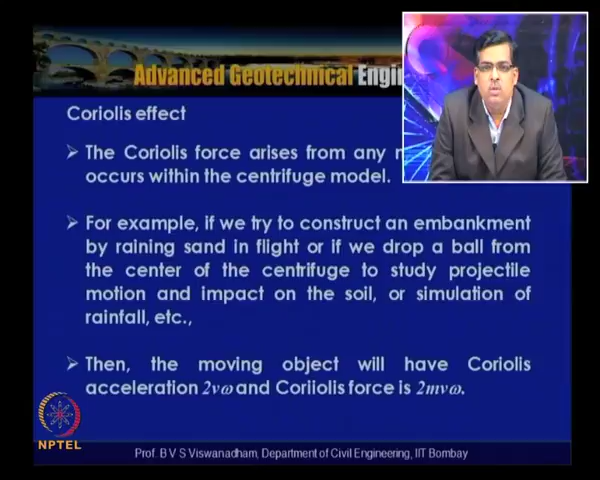 Advanced Geotechnical Engi
Coriolis effect
➢ The Coriolis force arises from any
occurs within the centrifuge model.
➢ For example, if we try to construct an embankment
by raining sand in flight or if we drop a ball from
the center of the centrifuge to study projectile
motion and impact on the soil, or simulation of
rainfall, etc.,
➢ Then, the moving object will have Coriolis
acceleration 2vω and Coriiolis force is 2mvω.
NPTEL
Prof. B V S Viswanadham, Department of Civil Engineering, IIT Bombay